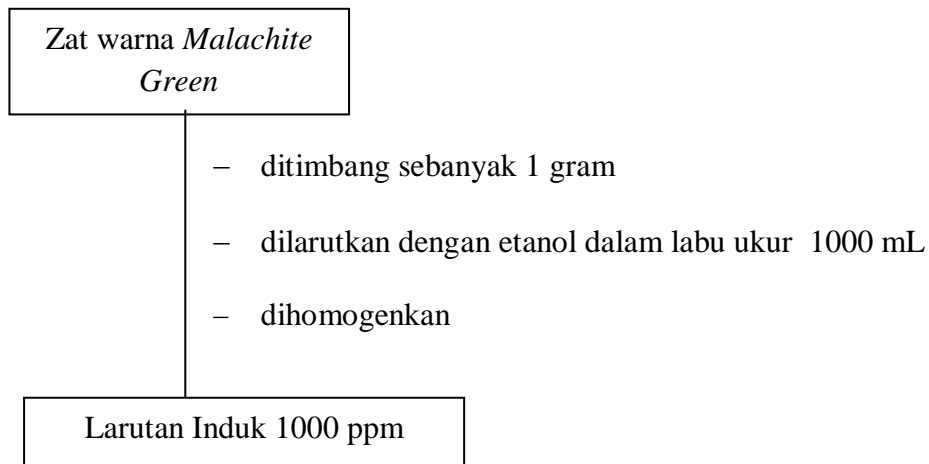 Zat warna Malachite
Green
– ditimbang sebanyak 1 gram
– dilarutkan dengan etanol dalam labu ukur 1000 mL
– dihomogenkan
Larutan Induk 1000 ppm